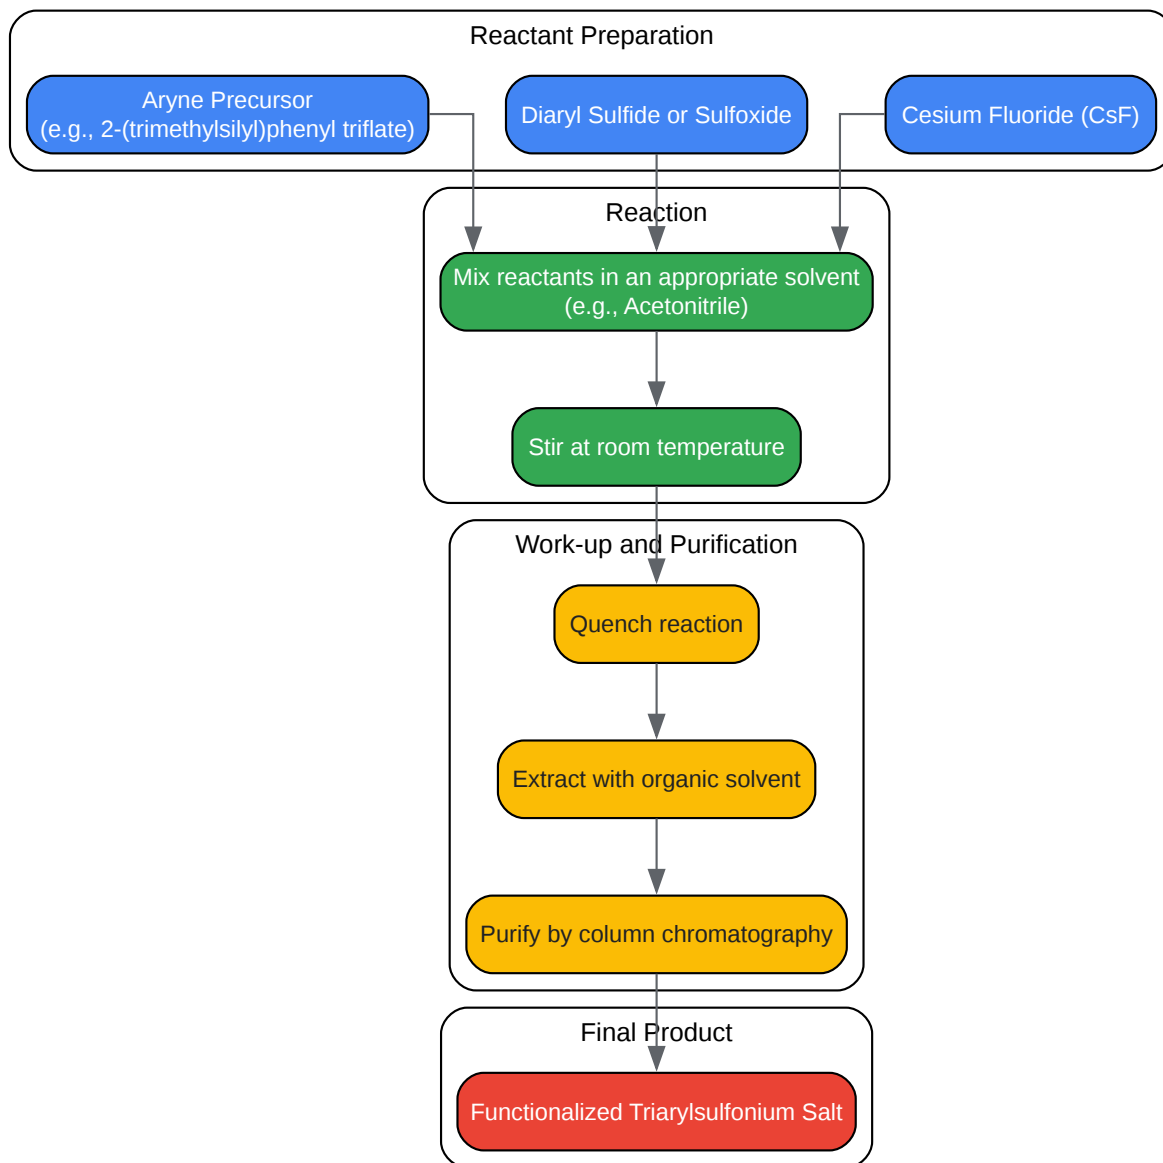 Reactant Preparation
Aryne Precursor
(e.g., 2-(trimethylsilyl)phenyl triflate)
Diaryl Sulfide or Sulfoxide
Cesium Fluoride (CsF)
Reaction
Mix reactants in an appropriate solvent
(e.g., Acetonitrile)
Stir at room temperature
Work-up and Purification
Quench reaction
Extract with organic solvent
Purify by column chromatography
Final Product
Functionalized Triarylsulfonium Salt